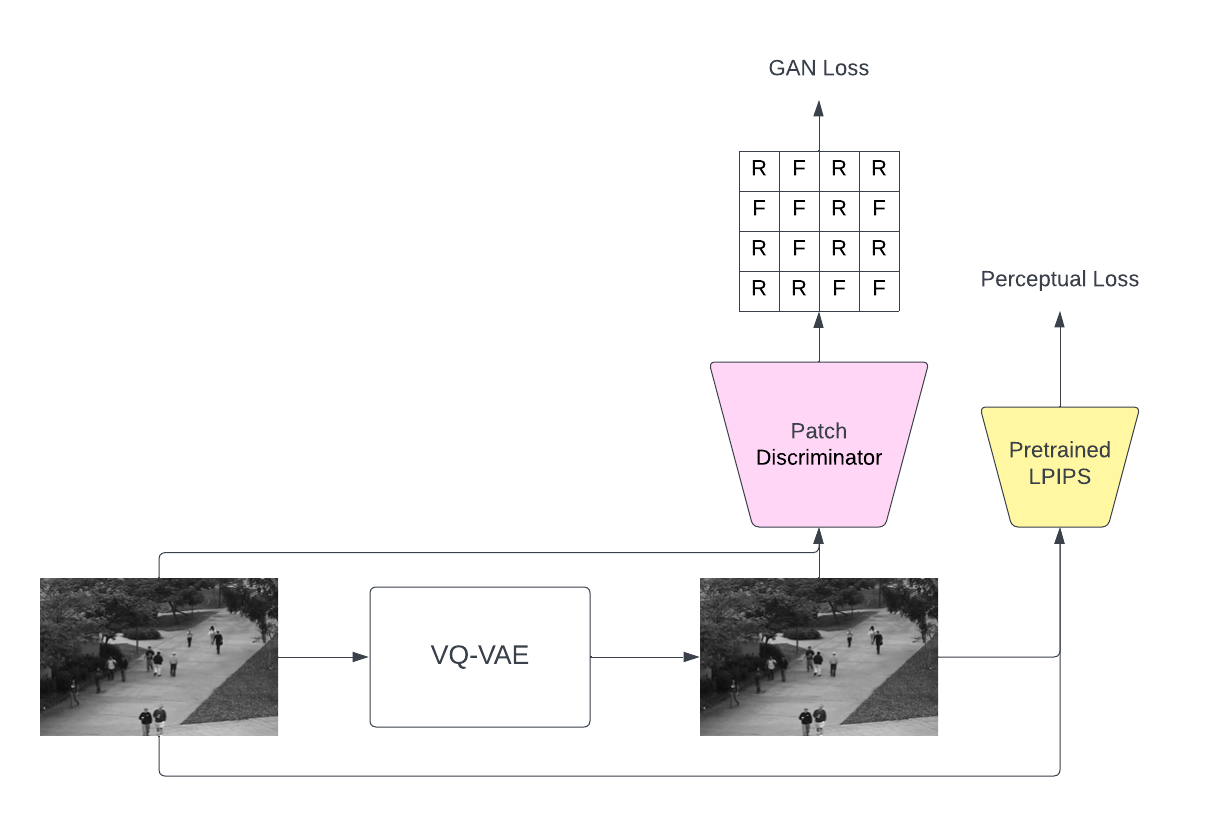 GAN Loss
R F R R
F F R F
R F R R
R R F F
Perceptual Loss
Patch
Discriminator
Pretrained
LPIPS
VQ-VAE